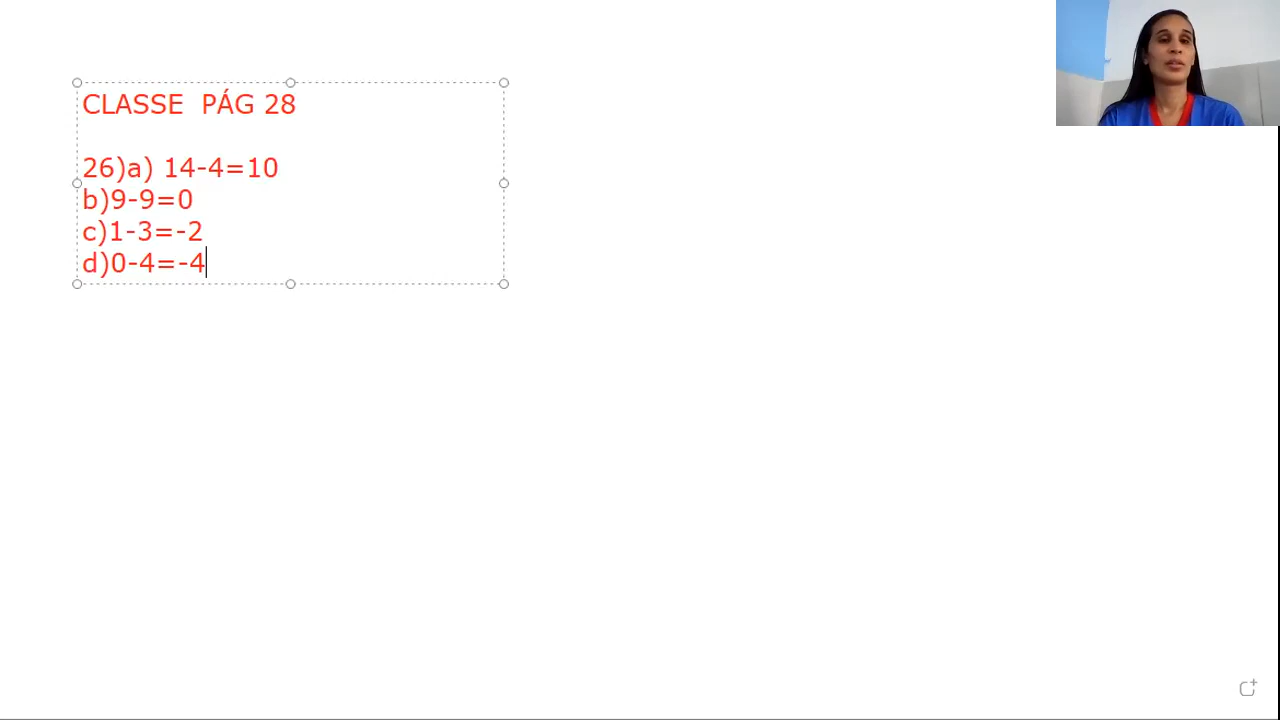 CLASSE  PÁG 28
26)a) 14-4=10
b)9-9=0
c)1-3=-2
d)0-4=-4